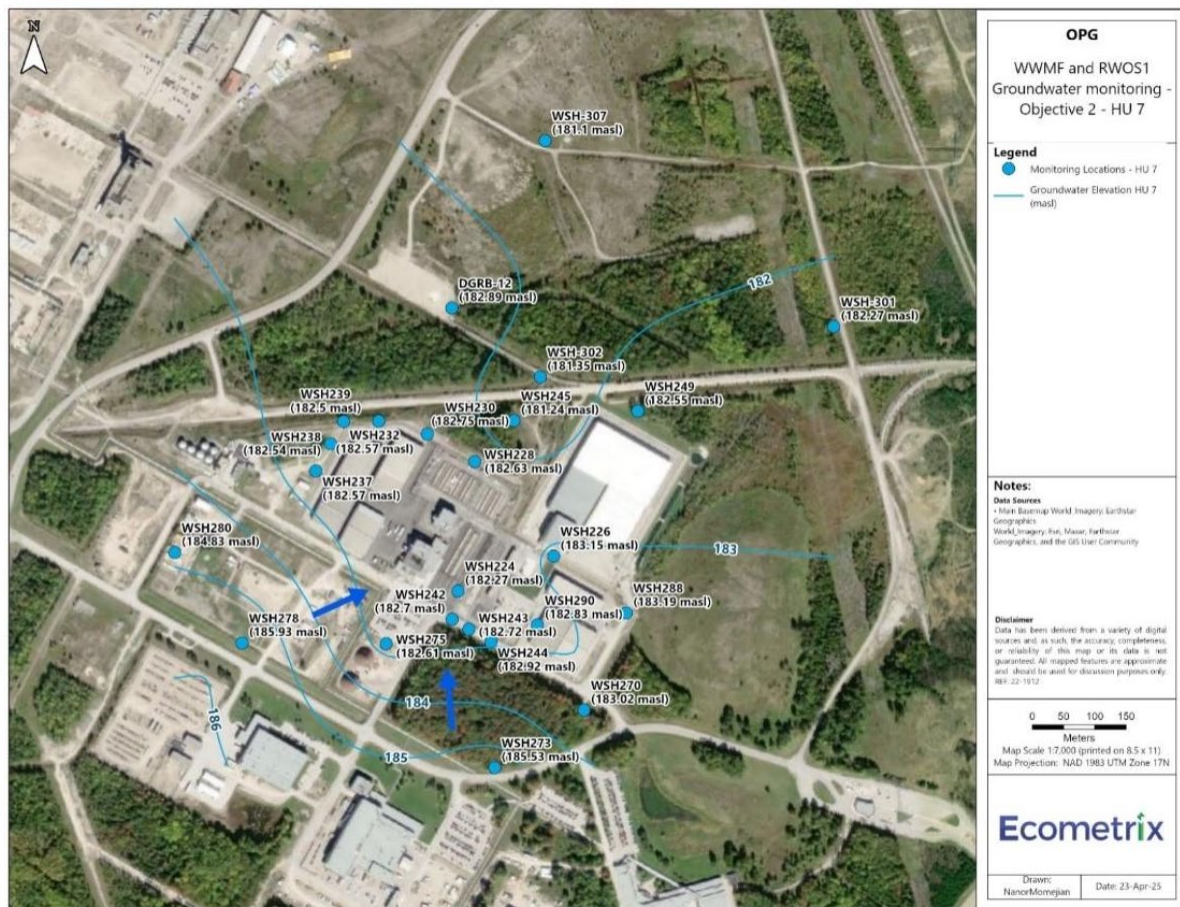 N
WSH-307
(181.1 masl)
DGRB-12
(182.89 masl)
182
WSH-301
(182.27 masl)
WSH-302
(181.35 masl)
WSH249
(182.55 masl)
WSH245
(181.24 masl)
WSH230
(182.75 masl)
WSH239
(182.5 masl)
WSH238
(182.54 masl)
WSH232
(182.57 masl)
WSH228
(182.63 masl)
WSH237
(182.57 masl)
WSH280
(184.83 masl)
WSH226
(183.15 masl)
183
WSH224
(182.27 masl)
WSH242
(182.7 masl)
WSH243
(182.72 masl)
WSH290
(182.83 masl)
WSH288
(183.19 masl)
WSH278
(185.93 masl)
WSH275
(182.61 masl)
WSH244
(182.92 masl)
WSH270
(183.02 masl)
184
186
185
WSH273
(185.53 masl)
OPG
WWMF and RWOS1
Groundwater monitoring -
Objective 2 - HU 7
Legend
Monitoring Locations - HU 7
Groundwater Elevation HU 7
(masl)
Notes:
Data Sources
• Main Basemap World_Imagery: Earthstar
Geographics
World_Imagery: Esri, Maxar, Earthstar
Geographics, and the GIS User Community
Disclaimer
Data has been derived from a variety of digital
sources and, as such, the accuracy, completeness,
or reliability of this map or its data is not
guaranteed. All mapped features are approximate
and should be used for discussion purposes only.
REF: 22-1912
0 50 100 150
Meters
Map Scale 1:7,000 (printed on 8.5 x 11)
Map Projection: NAD 1983 UTM Zone 17N
Ecometrix
Drawn:
NanorMomejian
Date: 23-Apr-25